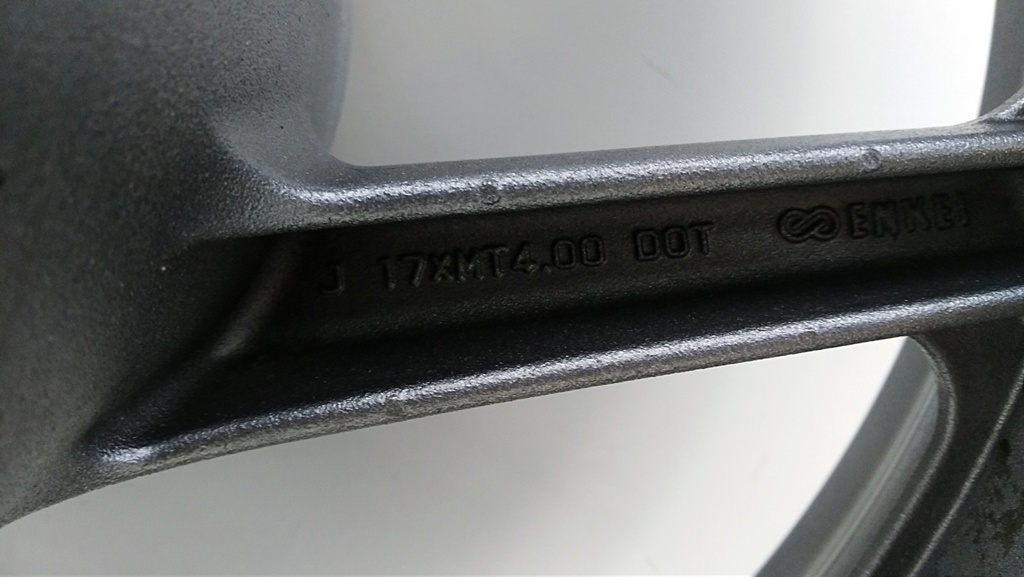 J 17XMT4.00 DOT ENKEI